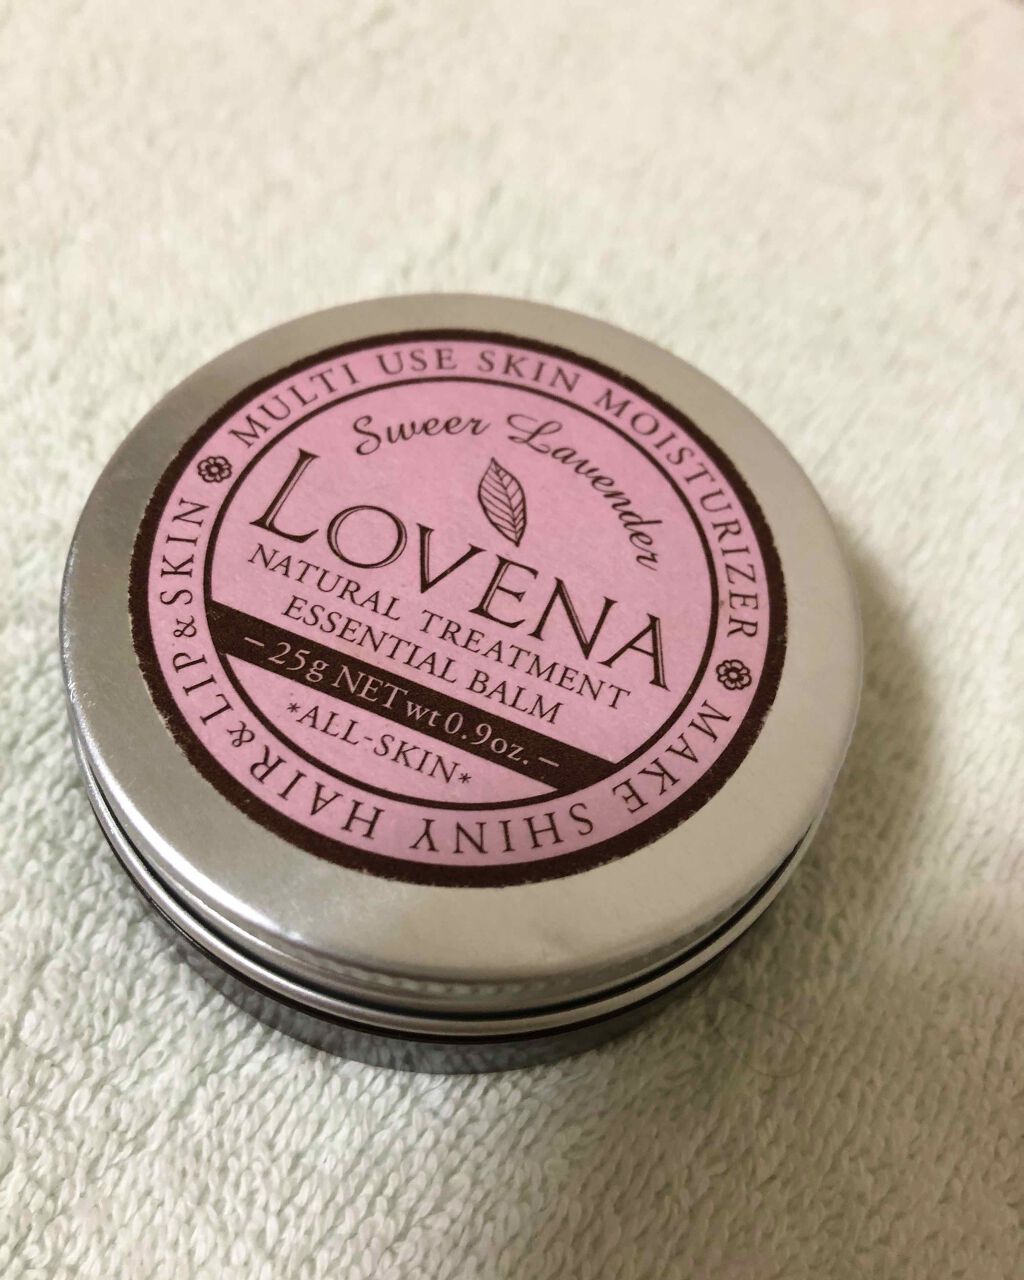 MULTI USE SKIN MOISTURIZER
MAKE SHINY HAIR & LIP & SKIN
Sweer Lavender
LOVENA
NATURAL TREATMENT
ESSENTIAL BALM
- 25g NET wt 0.9oz. -
*ALL-SKIN*